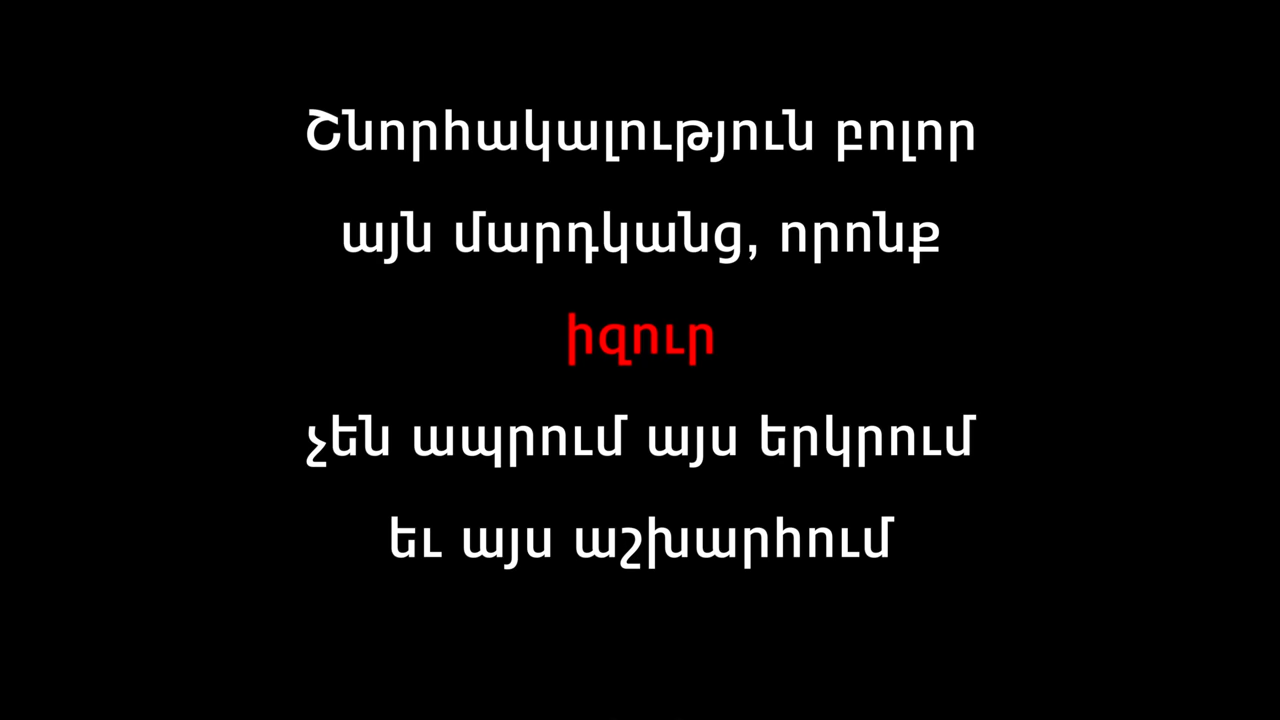 Շնորհակալություն բոլոր
այն մարդկանց, որոնք
իզուր
չեն ապրում այս երկրում
եւ այս աշխարհում